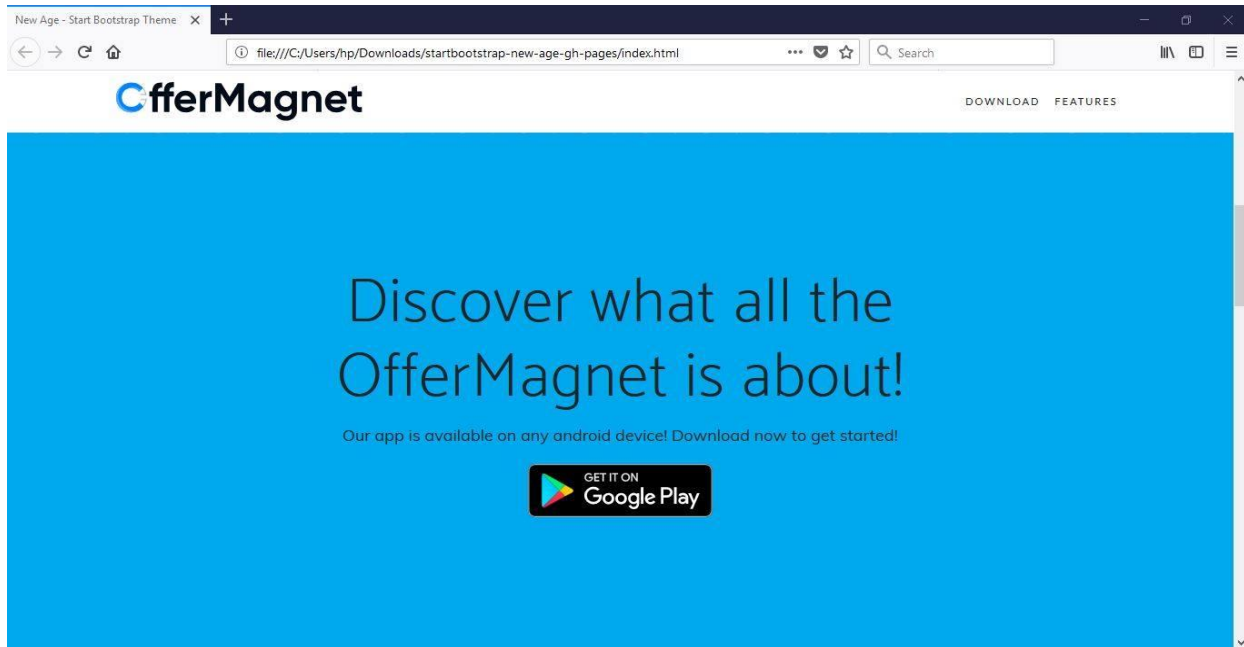 New Age - Start Bootstrap Theme
file:///C:/Users/hp/Downloads/startbootstrap-new-age-gh-pages/index.html
Search
OfferMagnet
DOWNLOAD FEATURES
Discover what all the
OfferMagnet is about!
Our app is available on any android device! Download now to get started!
GET IT ON
Google Play